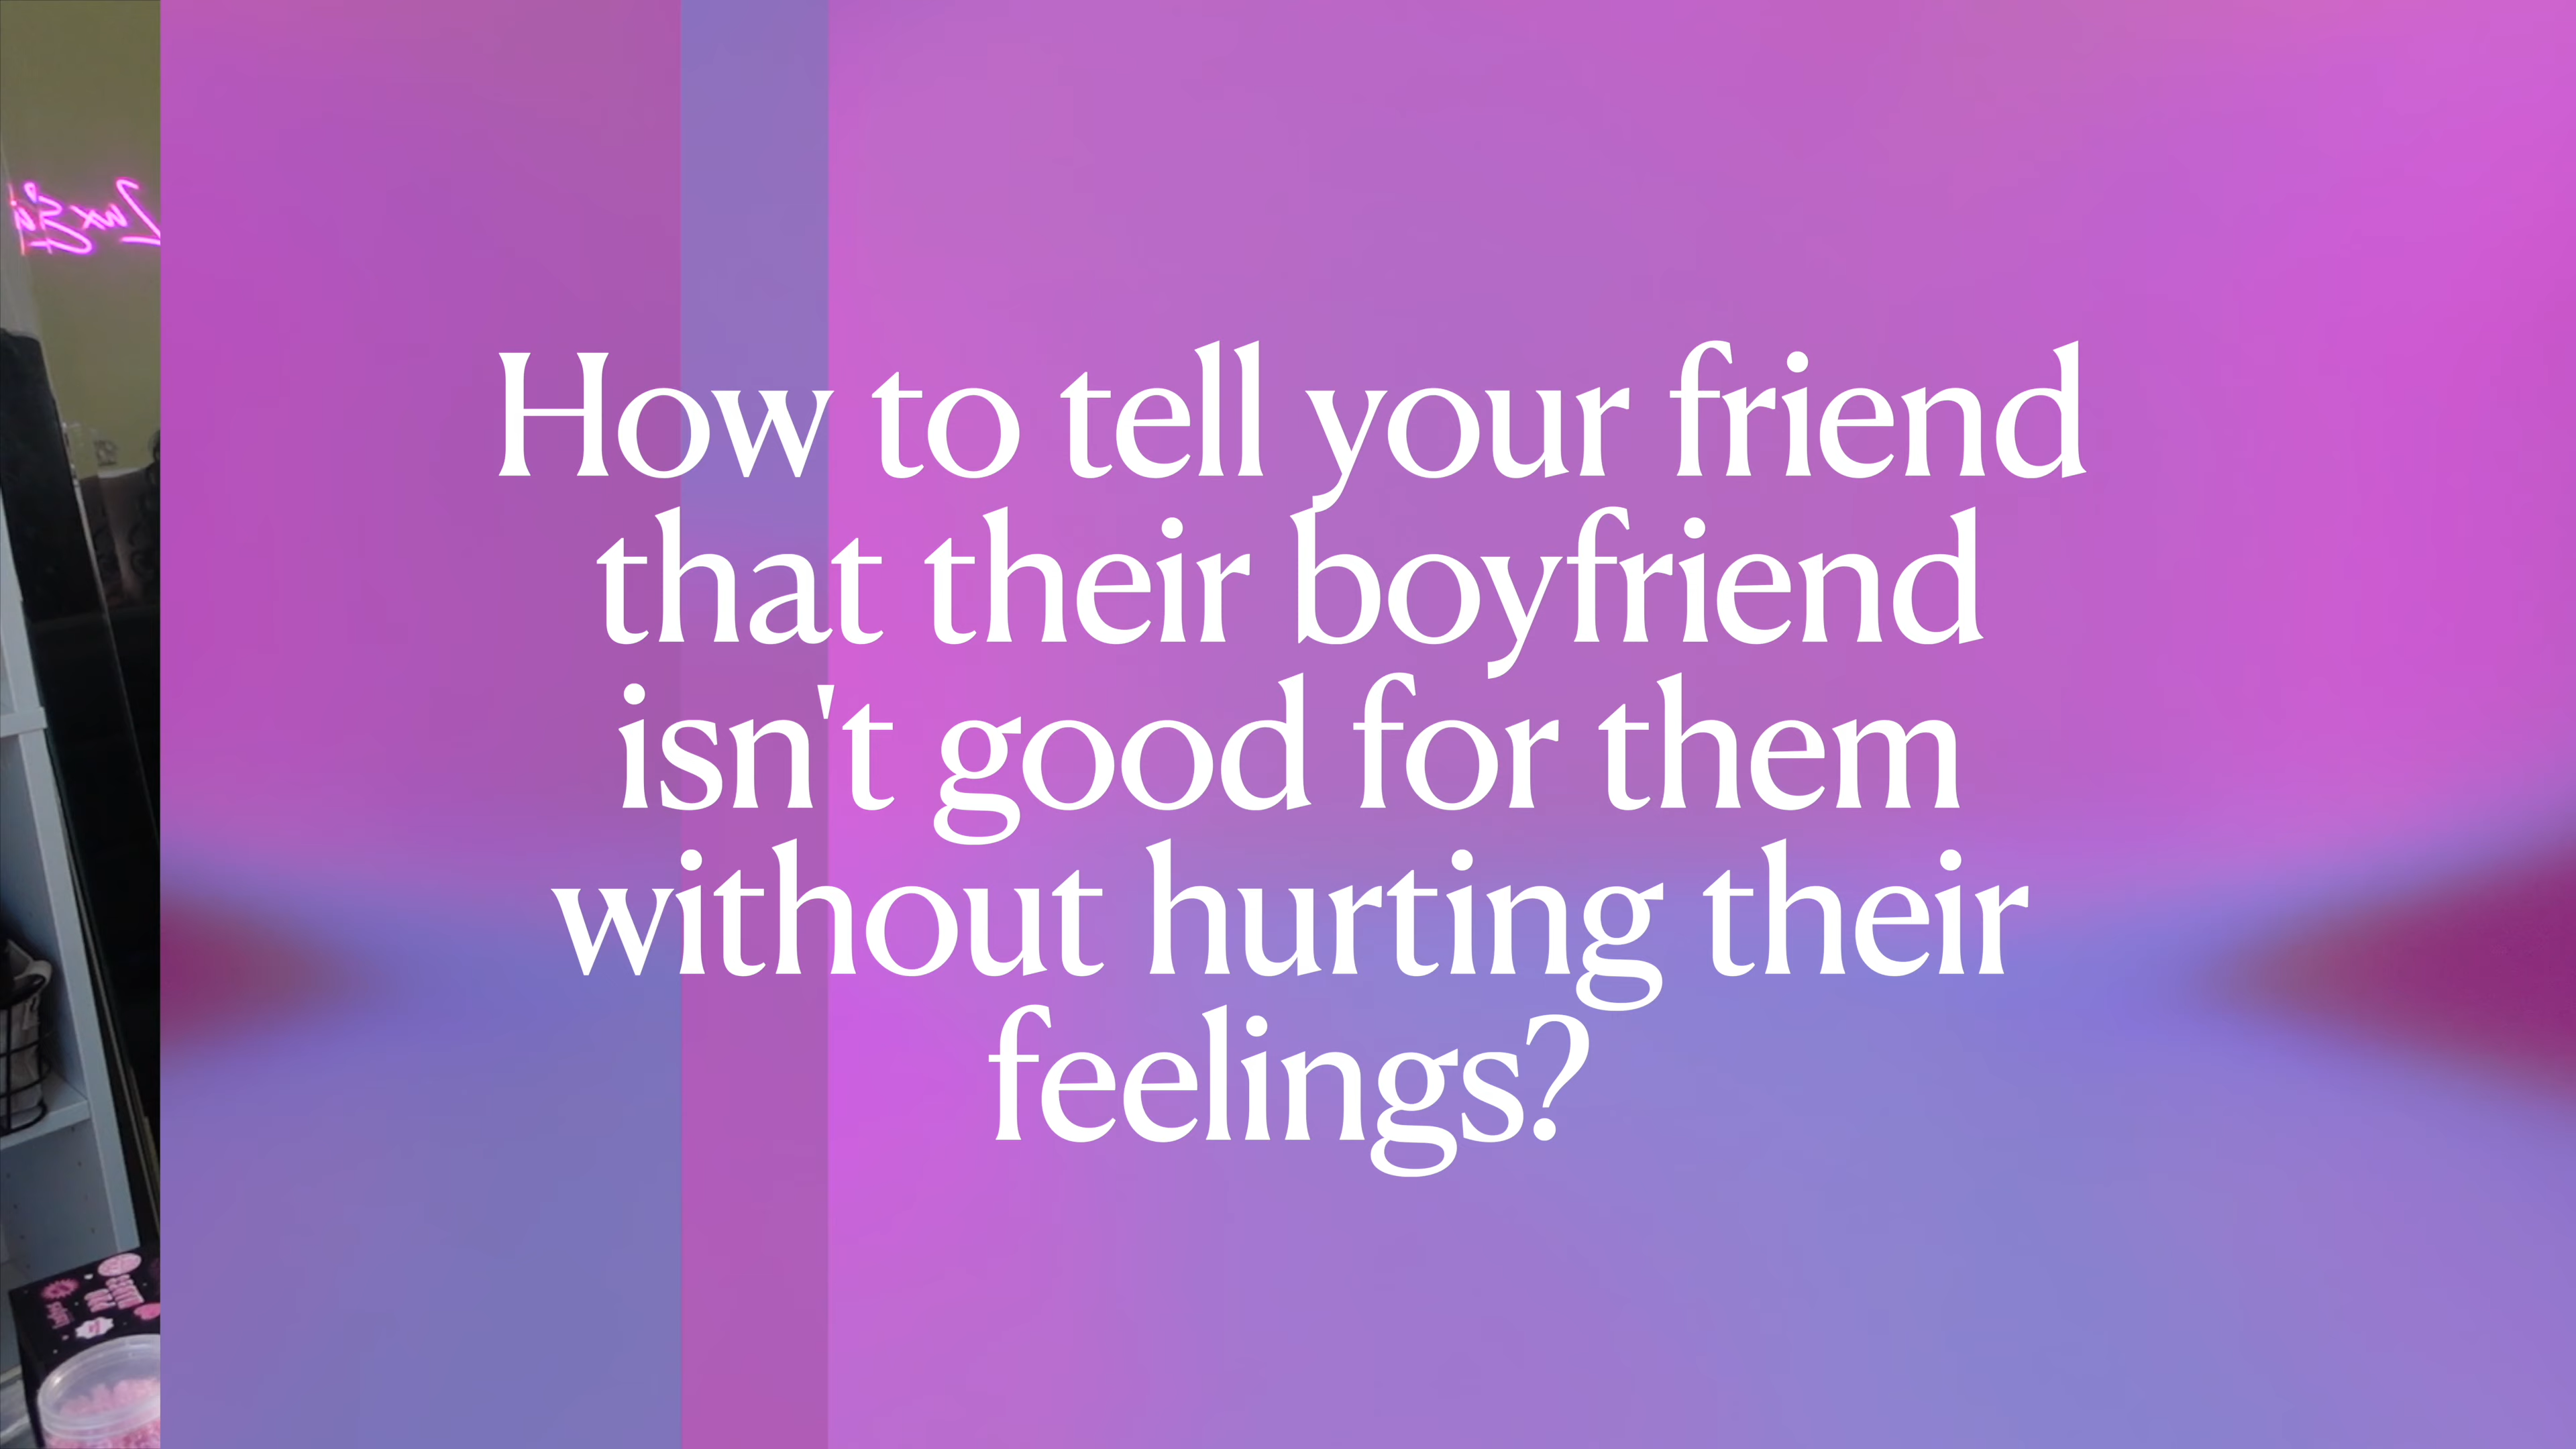 How to tell your friend
that their boyfriend
isn't good for them
without hurting their
feelings?